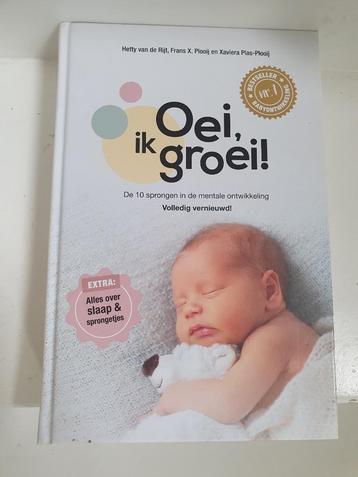 Hetty van de Rijt, Frans X. Plooij en Xaviera Plas-Plooij
BESTSELLER
nr. 1
BABYONTWIKKELING
Oei,
ik groei!
De 10 sprongen in de mentale ontwikkeling
Volledig vernieuwd!
EXTRA:
Alles over
slaap &
sprongetjes